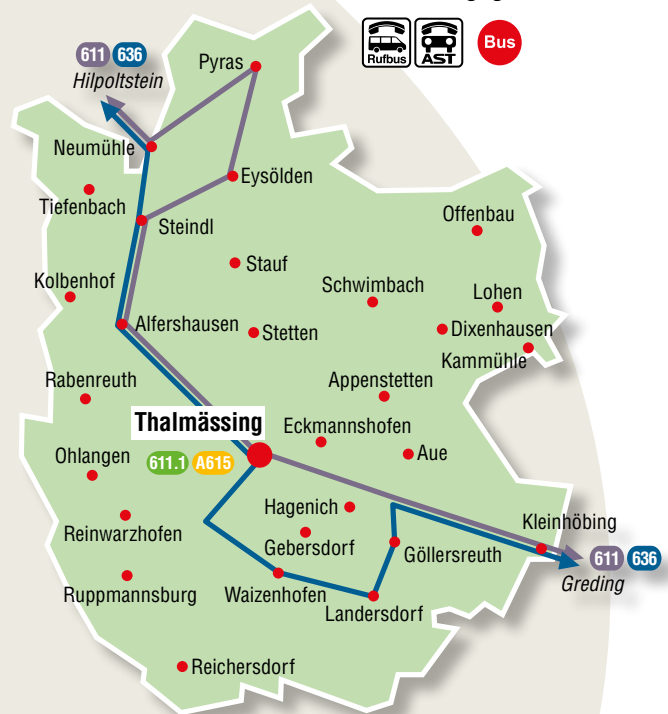 Rufbus
AST
Bus
Pyras
611 636
Hilpoltstein
Neumühle
Eysölden
Tiefenbach
Steindl
Offenbau
Stauf
Kolbenhof
Schwimbach
Lohen
Alfershausen
Stetten
Dixenhausen
Kammühle
Rabenreuth
Appenstetten
Thalmässing
Eckmannshofen
611.1 A615
Aue
Ohlangen
Hagenich
Reinwarzhofen
Gebersdorf
Göllersreuth
Kleinhöbing
611 636
Greding
Ruppmannsburg
Waizenhofen
Landersdorf
Reichersdorf